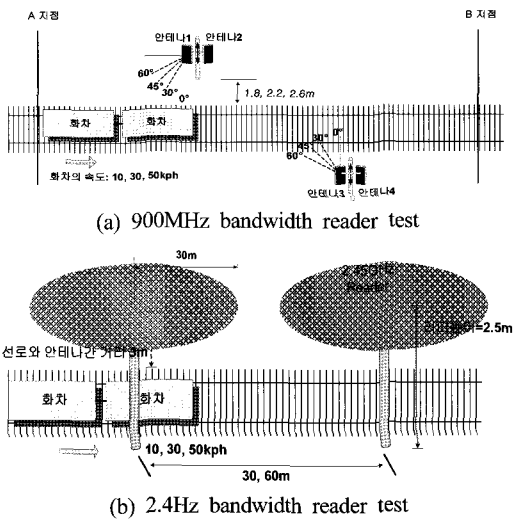 A 지점
B 지점
안테나1
안테나2
60°
45°
30°
0°
1.8, 2.2, 2.6m
화차
화차
0°
30°
45°
60°
화차의 속도: 10, 30, 50kph
안테나3
안테나4
(a) 900MHz bandwidth reader test
30m
2.45GHz
Reader
=2.5m
선로와 안테나간 거리 3m
화차
화차
10, 30, 50kph
30, 60m
(b) 2.4Hz bandwidth reader test